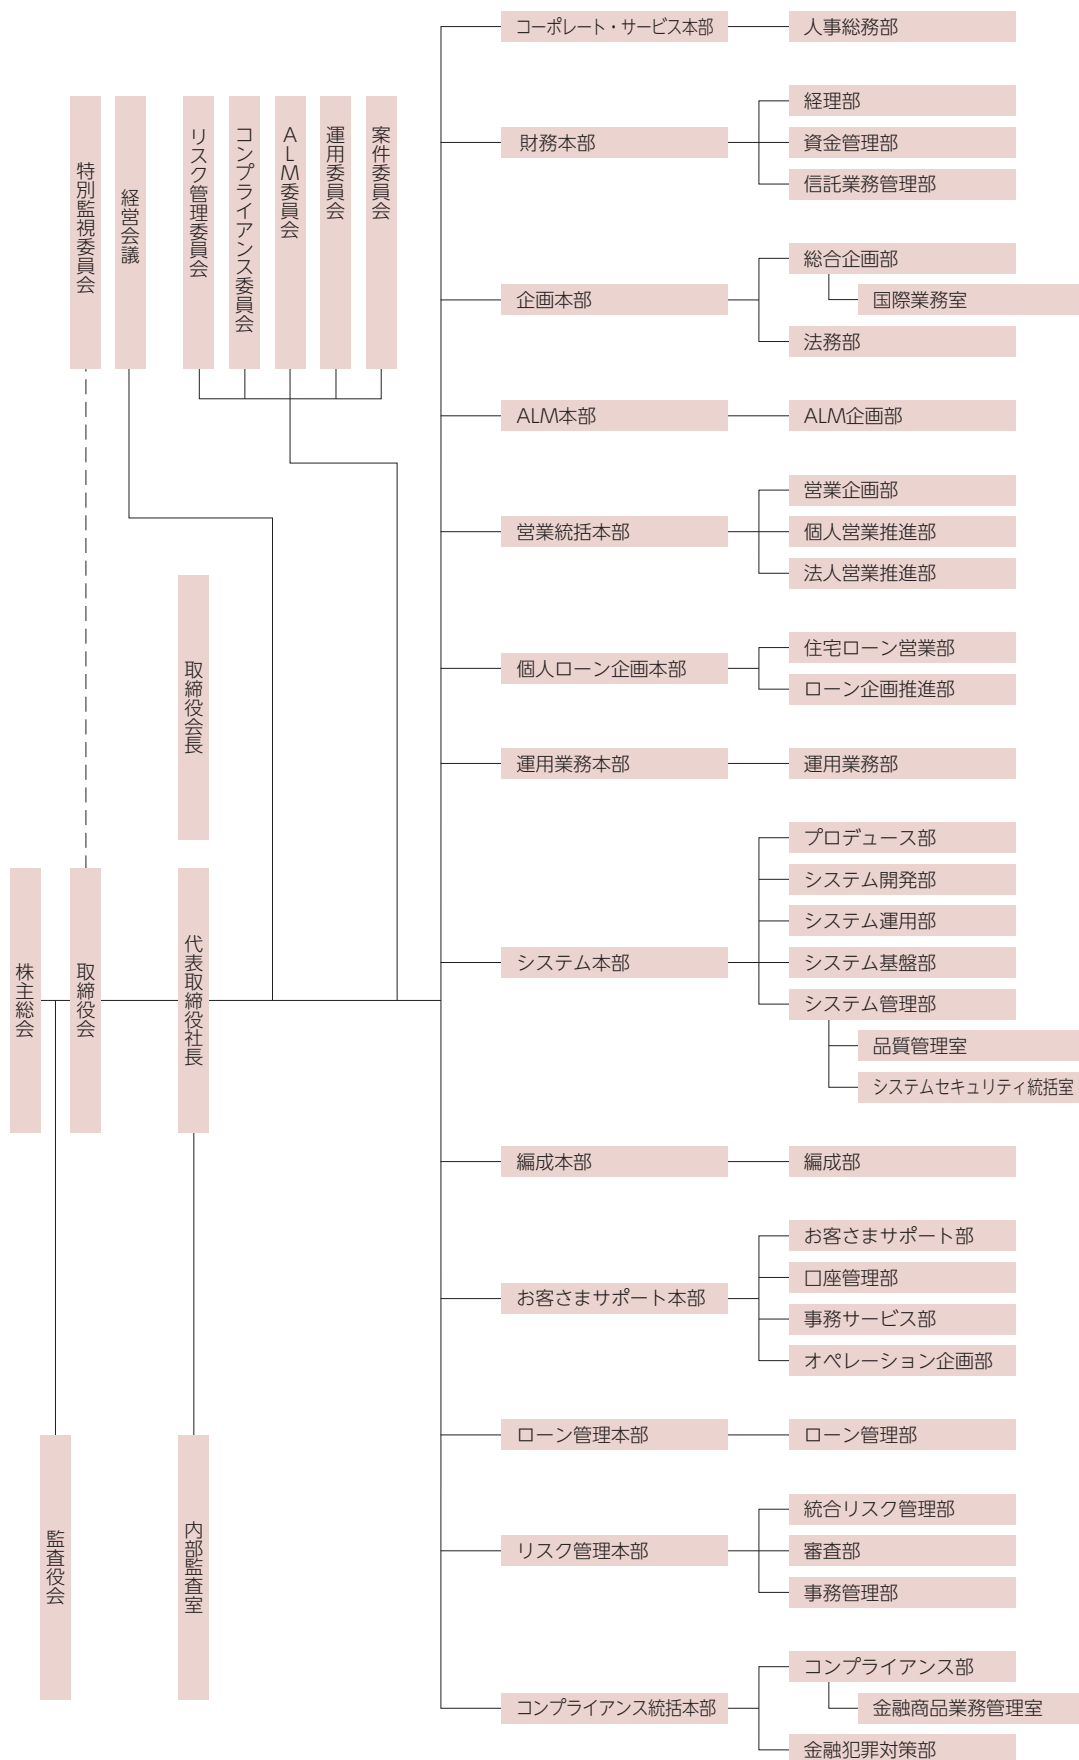 株主総会
取締役会
監査役会
特別監視委員会
経営会議
取締役会長
代表取締役社長
内部監査室
リスク管理委員会
コンプライアンス委員会
ALM委員会
運用委員会
案件委員会
コーポレート・サービス本部
人事総務部
財務本部
経理部
資金管理部
信託業務管理部
企画本部
総合企画部
国際業務室
法務部
ALM本部
ALM企画部
営業統括本部
営業企画部
個人営業推進部
法人営業推進部
個人ローン企画本部
住宅ローン営業部
ローン企画推進部
運用業務本部
運用業務部
システム本部
プロデュース部
システム開発部
システム運用部
システム基盤部
システム管理部
品質管理室
システムセキュリティ統括室
編成本部
編成部
お客さまサポート本部
お客さまサポート部
口座管理部
事務サービス部
オペレーション企画部
ローン管理本部
ローン管理部
リスク管理本部
統合リスク管理部
審査部
事務管理部
コンプライアンス統括本部
コンプライアンス部
金融商品業務管理室
金融犯罪対策部